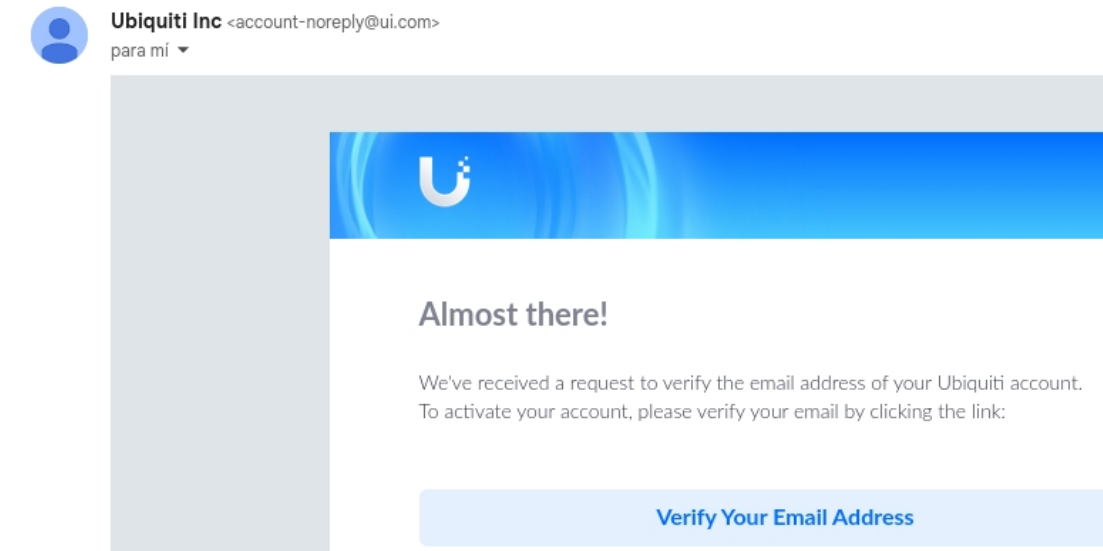 Ubiquiti Inc <account-noreply@ui.com>
para mí
Almost there!
We've received a request to verify the email address of your Ubiquiti account.
To activate your account, please verify your email by clicking the link:
Verify Your Email Address